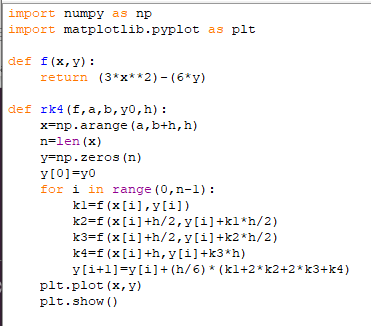 import numpy as np
import matplotlib.pyplot as plt
def f(x,y):
return (3*x**2)-(6*y)
def rk4(f,a,b,y0,h):
x=np.arange(a,b+h,h)
n=len(x)
y=np.zeros(n)
y[0]=y0
for i in range(0,n-1):
k1=f(x[i],y[i])
k2=f(x[i]+h/2,y[i]+k1*h/2)
k3=f(x[i]+h/2,y[i]+k2*h/2)
k4=f(x[i]+h,y[i]+k3*h)
y[i+1]=y[i]+(h/6)*(k1+2*k2+2*k3+k4)
plt.plot(x,y)
plt.show()